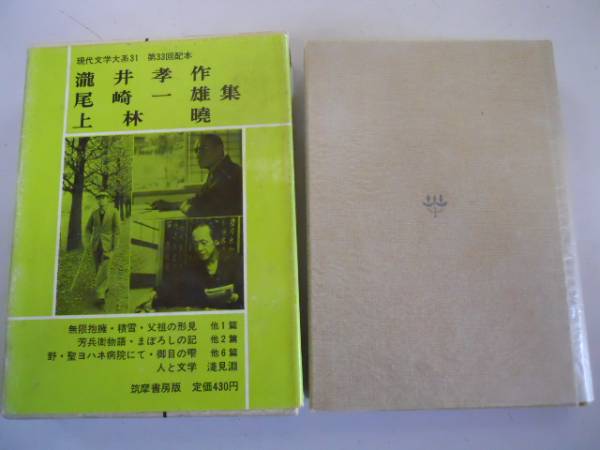 現代文学大系31 第33回配本
瀧井孝作
尾崎一雄集
上林暁
無限抱擁・積雪・父祖の形見 他1篇
芳兵衛物語・まぼろしの記 他2篇
野・聖ヨハネ病院にて・御目の雫 他6篇
人と文学 浅見淵
筑摩書房版 定価430円